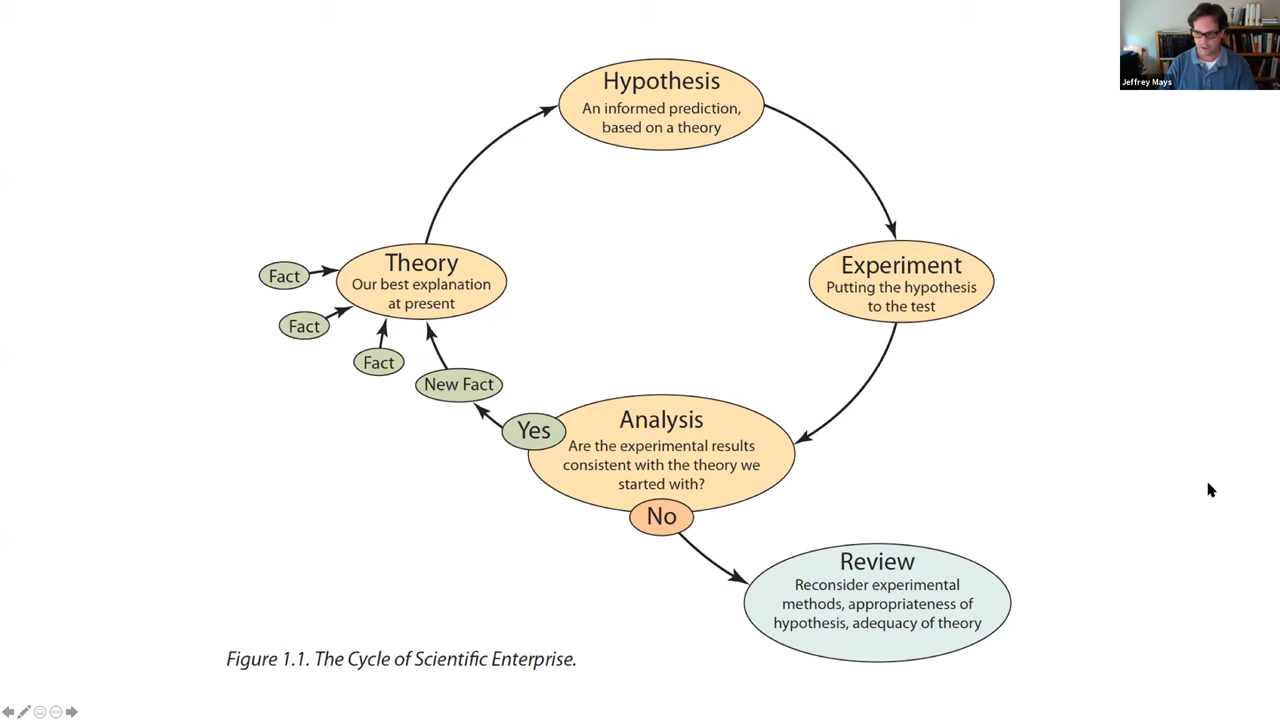 Jeffrey Mays
Hypothesis
An informed prediction,
based on a theory
Theory
Our best explanation
at present
Experiment
Putting the hypothesis
to the test
Fact
Fact
Fact
New Fact
Yes
Analysis
Are the experimental results
consistent with the theory we
started with?
No
Review
Reconsider experimental
methods, appropriateness of
hypothesis, adequacy of theory
Figure 1.1. The Cycle of Scientific Enterprise.